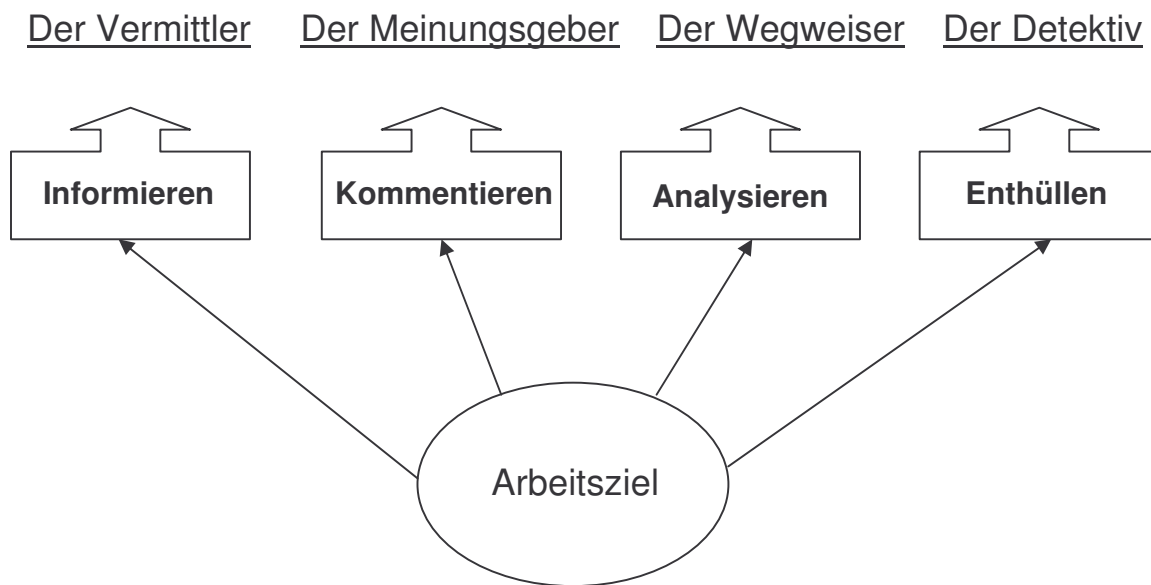 Der Vermittler
Der Meinungsgeber
Der Wegweiser
Der Detektiv
Informieren
Kommentieren
Analysieren
Enthüllen
Arbeitsziel